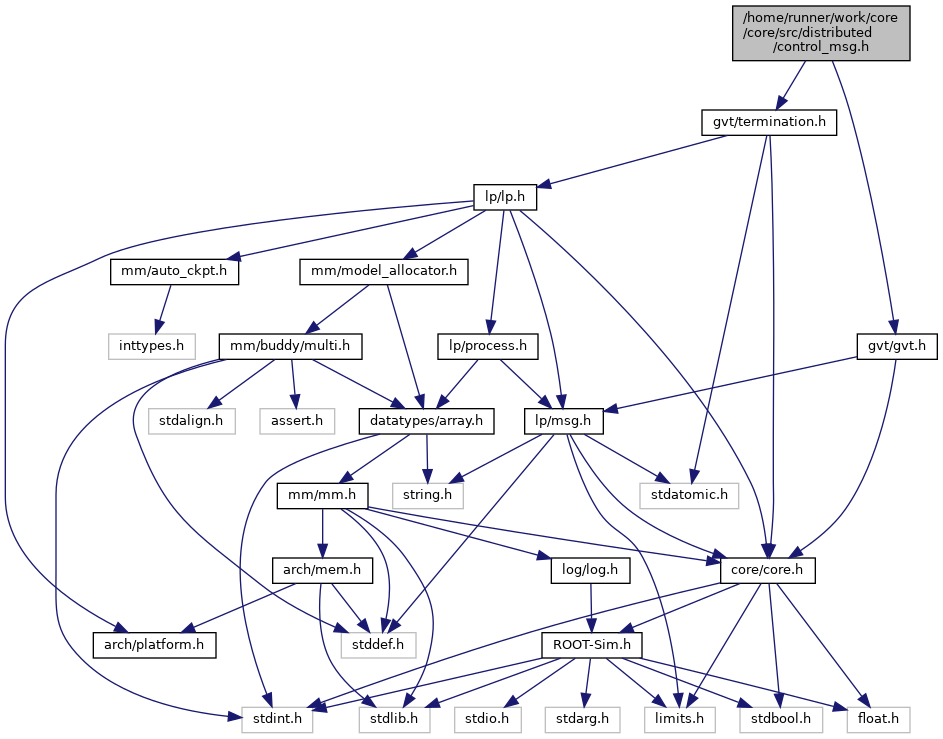 /home/runner/work/core
/core/src/distributed
/control_msg.h
gvt/termination.h
lp/lp.h
mm/auto_ckpt.h
mm/model_allocator.h
inttypes.h
mm/buddy/multi.h
lp/process.h
gvt/gvt.h
stdalign.h
assert.h
datatypes/array.h
lp/msg.h
mm/mm.h
string.h
stdatomic.h
arch/mem.h
log/log.h
core/core.h
arch/platform.h
stddef.h
ROOT-Sim.h
stdint.h
stdlib.h
stdio.h
stdarg.h
limits.h
stdbool.h
float.h